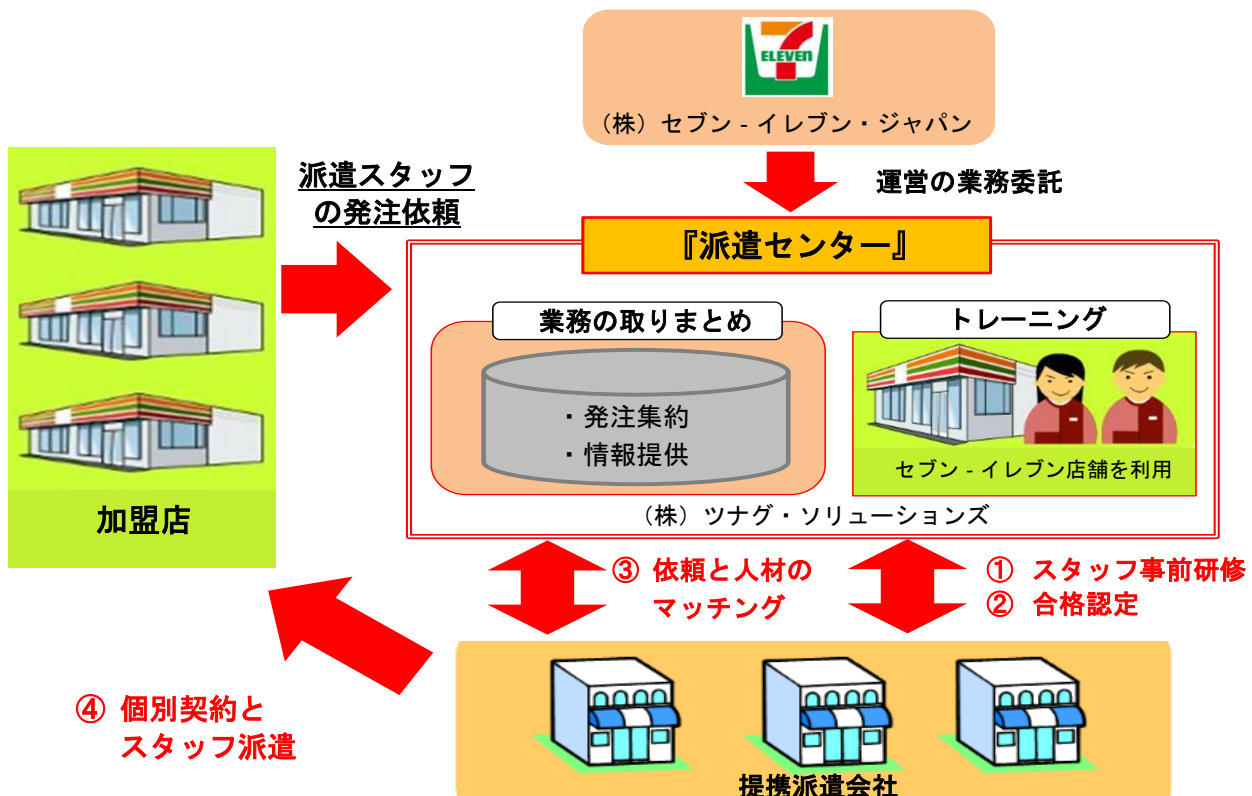 7
ELEVEN
（株）セブン‐イレブン・ジャパン
運営の業務委託
派遣スタッフ
の発注依頼
『派遣センター』
業務の取りまとめ
・発注集約
・情報提供
トレーニング
セブン‐イレブン店舗を利用
（株）ツナグ・ソリューションズ
加盟店
③ 依頼と人材の
マッチング
① スタッフ事前研修
② 合格認定
④ 個別契約と
スタッフ派遣
提携派遣会社